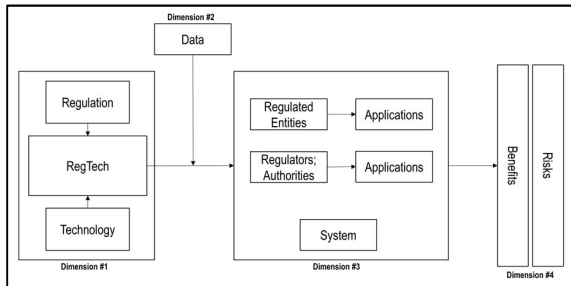 Dimension #2
Data
Regulation
RegTech
Technology
Dimension #1
Regulated
Entities
Applications
Regulators;
Authorities
Applications
System
Dimension #3
Benefits
Risks
Dimension #4